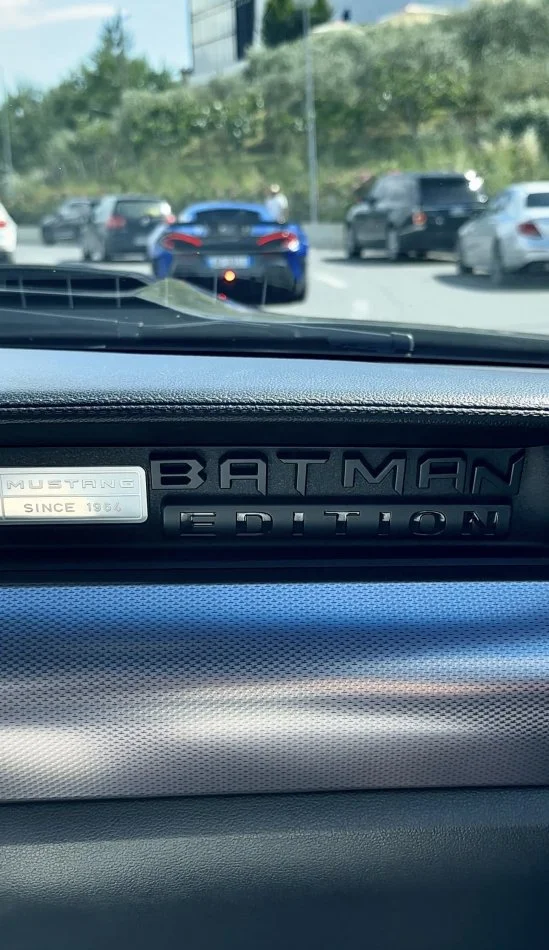 MUSTANG
SINCE 1964
BATMAN
EDITION